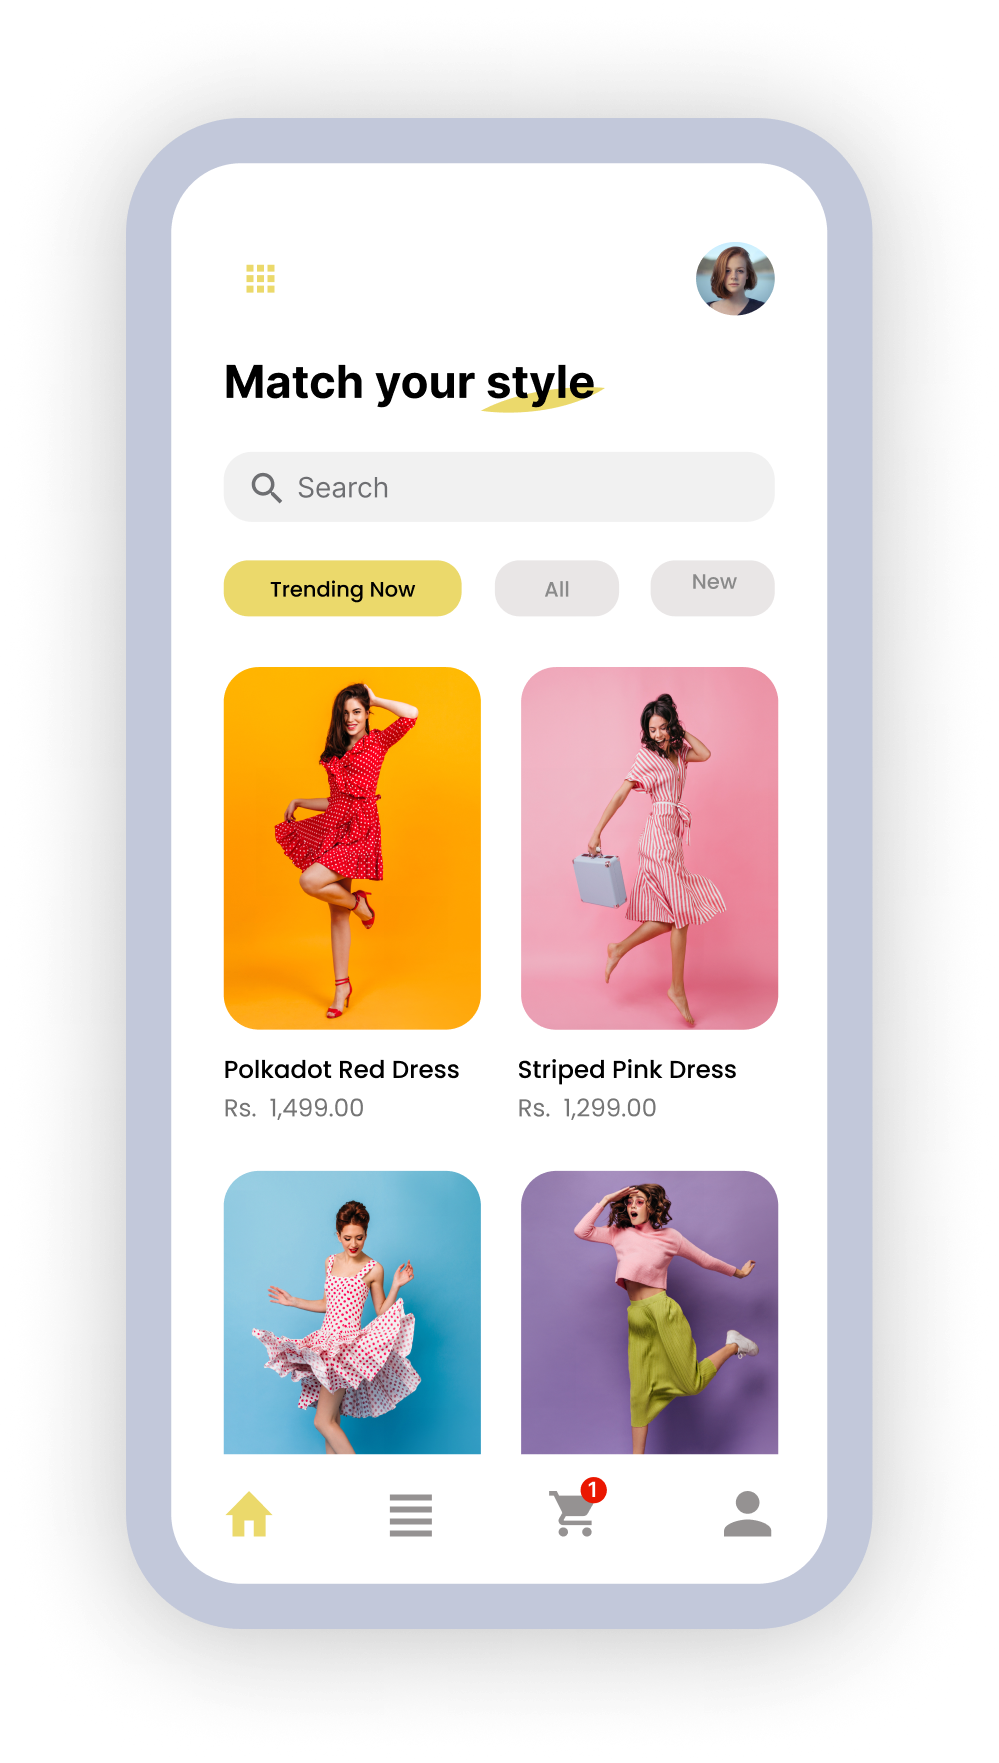 Match your style
Search
Trending Now
All
New
Polkadot Red Dress
Striped Pink Dress
Rs. 1,499.00
Rs. 1,299.00
1